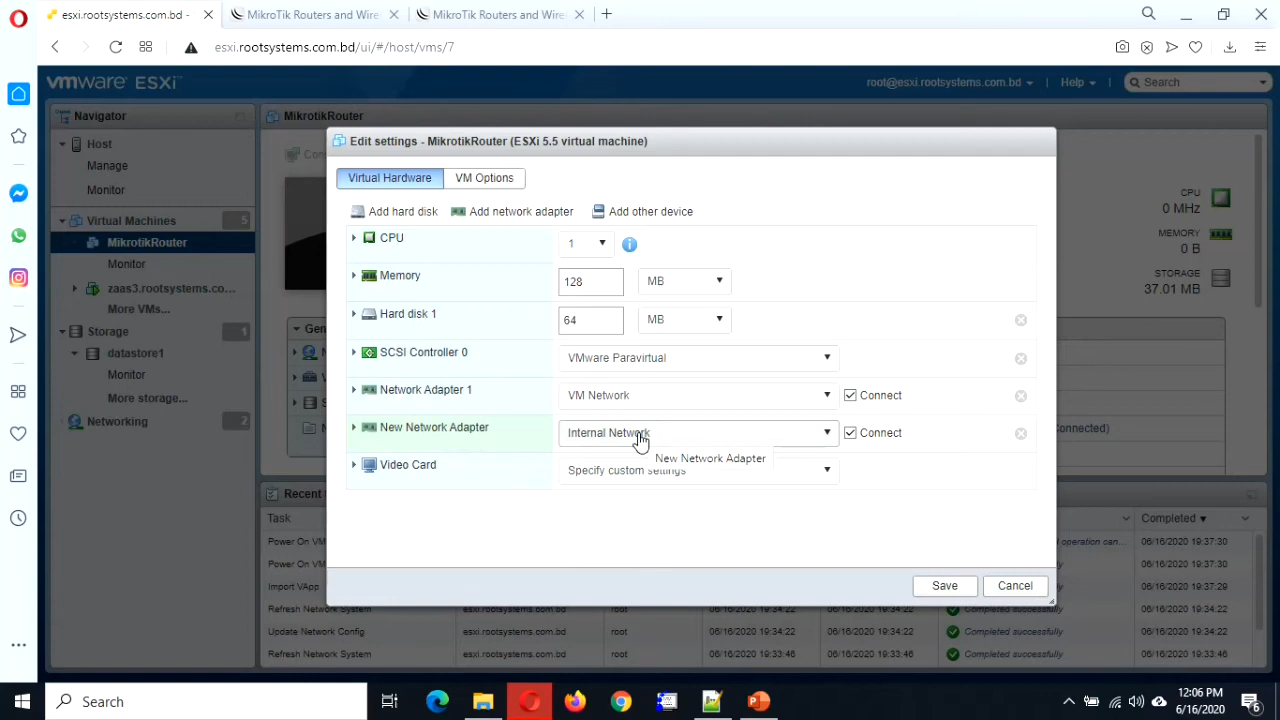 esxi.rootsystems.com.bd -
MikroTik Routers and Wire
MikroTik Routers and Wire
esxi.rootsystems.com.bd/ui/#/host/vms/7
vmware ESXi™
root@esxi.rootsystems.com.bd
Help
Search
Navigator
Host
Manage
Monitor
Virtual Machines
5
MikrotikRouter
Monitor
zaas3.rootsystems.co...
More VMs...
Storage
1
datastore1
Monitor
More storage...
Networking
2
MikrotikRouter
Edit settings - MikrotikRouter (ESXi 5.5 virtual machine)
Virtual Hardware
VM Options
Add hard disk
Add network adapter
Add other device
CPU
1
Memory
128
MB
Hard disk 1
64
MB
SCSI Controller 0
VMware Paravirtual
Network Adapter 1
VM Network
Connect
New Network Adapter
Internal Network
Connect
New Network Adapter
Video Card
Specify custom settings
Save
Cancel
CPU
0 MHz
MEMORY
0 B
STORAGE
37.01 MB
Gen
onnected)
Recent
Task
Completed
Power On VM
al operation can...
06/16/2020 19:37:30
Power On VM
06/16/2020 19:37:30
Import VApp
06/16/2020 19:37:29
Refresh Network System
esxi.rootsystems.com.bd
root
06/16/2020 19:34:22
06/16/2020 19:34:22
Completed successfully
06/16/2020 19:34:22
Update Network Config
esxi.rootsystems.com.bd
root
06/16/2020 19:34:22
06/16/2020 19:34:22
Completed successfully
06/16/2020 19:34:22
Refresh Network System
esxi.rootsystems.com.bd
root
06/16/2020 19:33:46
06/16/2020 19:33:46
Completed successfully
06/16/2020 19:33:46
Search
12:06 PM
6/16/2020
6